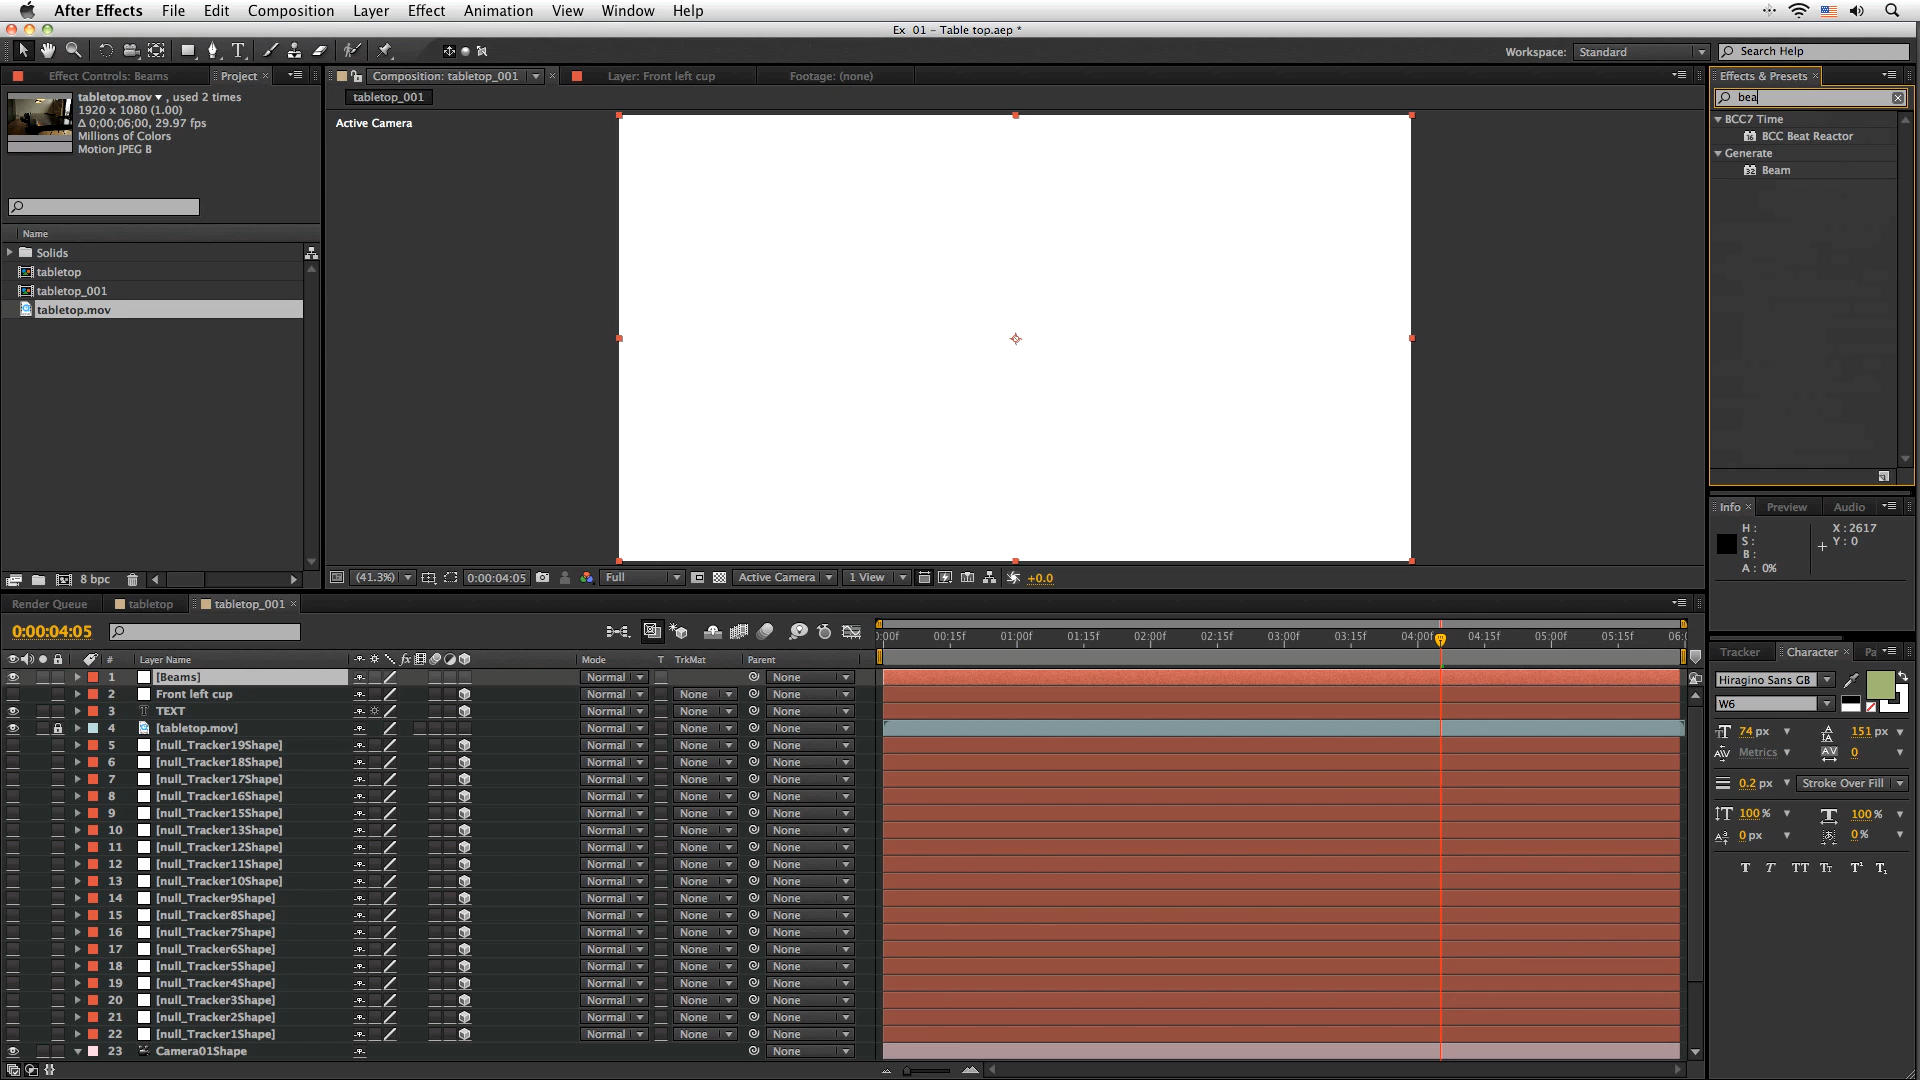 After Effects File Edit Composition Layer Effect Animation View Window Help
Ex 01 - Table top.aep *
Workspace: Standard Search Help
Effect Controls: Beams Project Composition: tabletop_001 Layer: Front left cup Footage: (none) Effects & Presets
tabletop.mov, used 2 times
1920 x 1080 (1.00)
Δ 0;00;06;00, 29.97 fps
Millions of Colors
Motion JPEG B
tabletop_001
Active Camera
bea
BCC7 Time
BCC Beat Reactor
Generate
Beam
Name
Solids
tabletop
tabletop_001
tabletop.mov
8 bpc
(41.3%) 0:00:04:05 Full Active Camera 1 View +0.0
Info Preview Audio
H :
S :
B :
A : 0%
X : 2617
Y : 0
Render Queue tabletop tabletop_001
0:00:04:05
:00f 00:15f 01:00f 01:15f 02:00f 02:15f 03:00f 03:15f 04:00f 04:15f 05:00f 05:15f 06:
# Layer Name fx Mode T TrkMat Parent
1 [Beams] Normal None
2 Front left cup Normal None None
3 TEXT Normal None None
4 [tabletop.mov] Normal None None
5 [null_Tracker19Shape] Normal None None
6 [null_Tracker18Shape] Normal None None
7 [null_Tracker17Shape] Normal None None
8 [null_Tracker16Shape] Normal None None
9 [null_Tracker15Shape] Normal None None
10 [null_Tracker13Shape] Normal None None
11 [null_Tracker12Shape] Normal None None
12 [null_Tracker11Shape] Normal None None
13 [null_Tracker10Shape] Normal None None
14 [null_Tracker9Shape] Normal None None
15 [null_Tracker8Shape] Normal None None
16 [null_Tracker7Shape] Normal None None
17 [null_Tracker6Shape] Normal None None
18 [null_Tracker5Shape] Normal None None
19 [null_Tracker4Shape] Normal None None
20 [null_Tracker3Shape] Normal None None
21 [null_Tracker2Shape] Normal None None
22 [null_Tracker1Shape] Normal None None
23 Camera01Shape None
Tracker Character Pa
Hiragino Sans GB
W6
74 px 151 px
Metrics 0
0.2 px Stroke Over Fill
100 % 100 %
0 px 0 %
T T TT Tt T¹ T₁